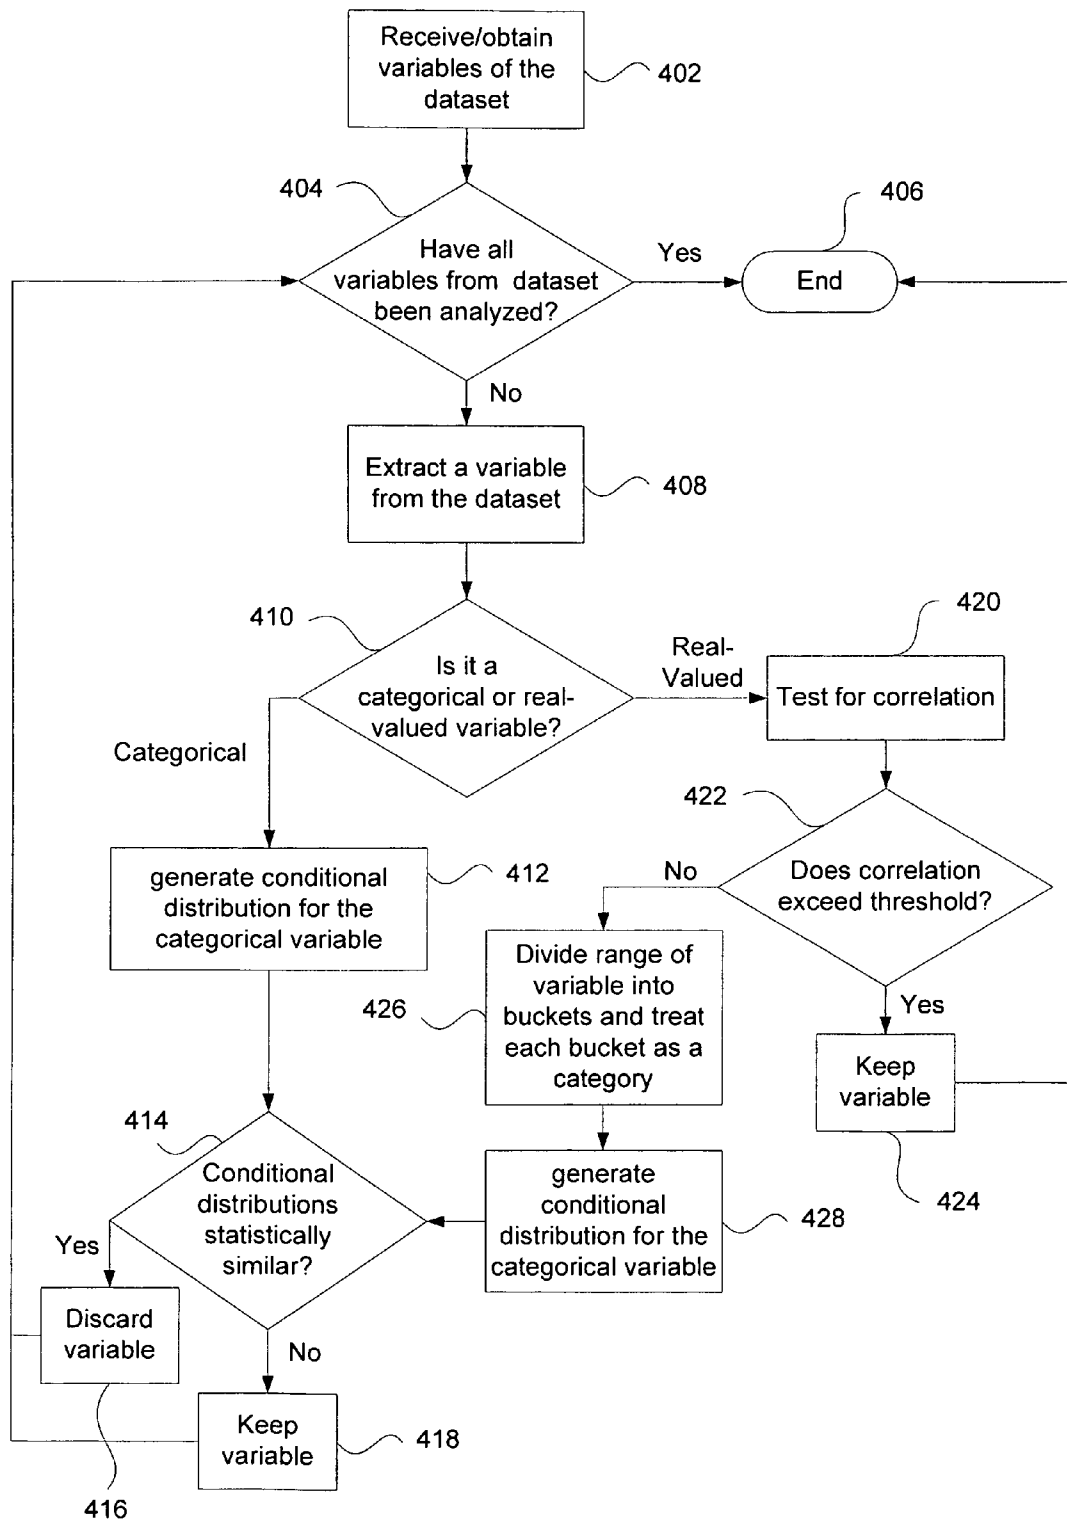 Receive/obtain
variables of the
dataset
402
404
406
Have all
variables from dataset
been analyzed?
Yes
End
No
Extract a variable
from the dataset
408
410
420
Is it a
categorical or real-
valued variable?
Real-
Valued
Test for correlation
Categorical
422
generate conditional
distribution for the
categorical variable
412
No
Does correlation
exceed threshold?
Divide range of
variable into
buckets and treat
each bucket as a
category
426
Yes
Keep
variable
424
414
Conditional
distributions
statistically
similar?
generate
conditional
distribution for the
categorical variable
428
Yes
Discard
variable
No
Keep
variable
418
416